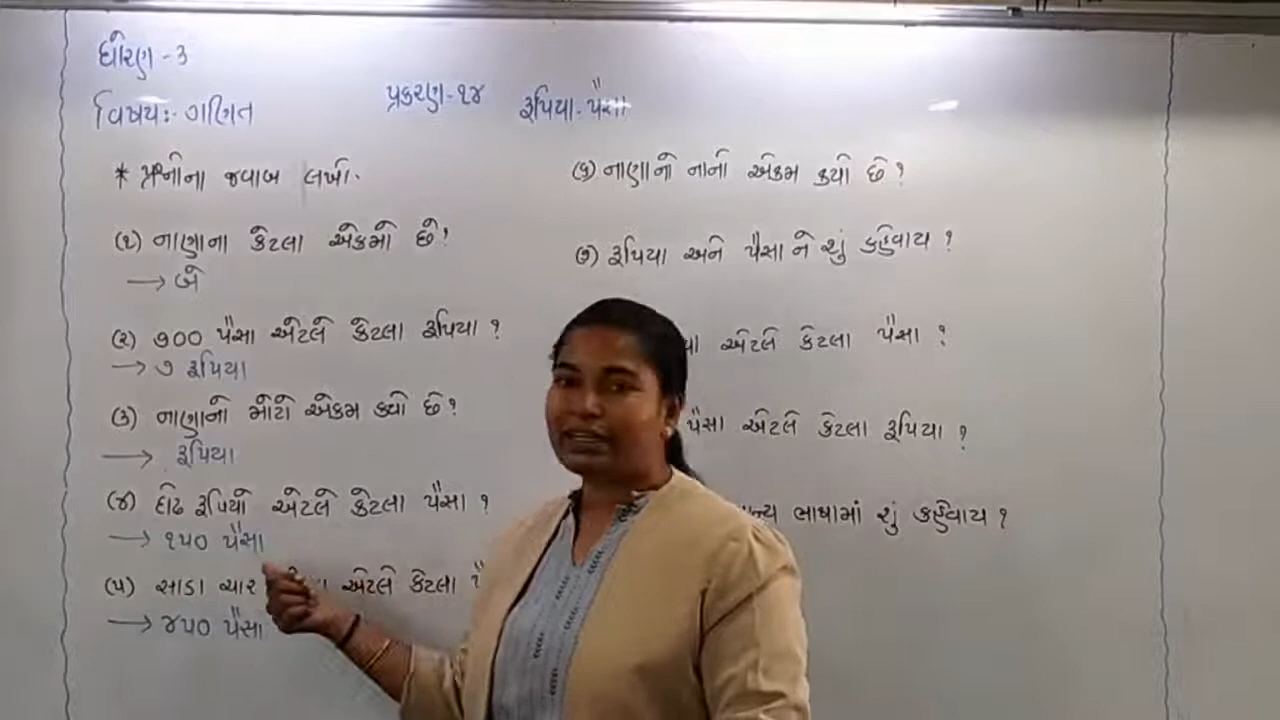 ધોરણ - ૩
વિષય:- ગણિત
પ્રકરણ-૧૪ રૂપિયા-પૈસા
* પ્રશ્નોના જવાબ લખો.
(૧) નાણાના કેટલા એકમો છે?
→ બે
(૨) ૭૦૦ પૈસા એટલે કેટલા રૂપિયા ?
→ ૭ રૂપિયા
(૩) નાણાનો મોટો એકમ કયો છે?
→ રૂપિયા
(૪) દોઢ રૂપિયો એટલે કેટલા પૈસા ?
→ ૧૫૦ પૈસા
(૫) સાડા ચાર એટલે કેટલા
→ ૪૫૦ પૈસા
(૬) નાણાનો નાનો એકમ કયો છે ?
(૭) રૂપિયા અને પૈસા ને શું કહેવાય ?
એટલે કેટલા પૈસા ?
પૈસા એટલે કેટલા રૂપિયા ?
ભાષામાં શું કહેવાય ?